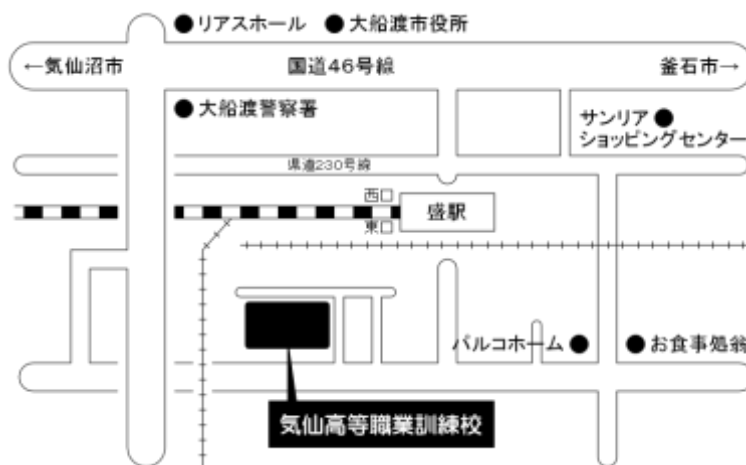 ●リアスホール ●大船渡市役所
←気仙沼市 国道46号線 釜石市→
●大船渡警察署
サンリア●
ショッピングセンター
県道230号線
西口
盛駅
東口
パルコホーム● ●お食事処翁
気仙高等職業訓練校